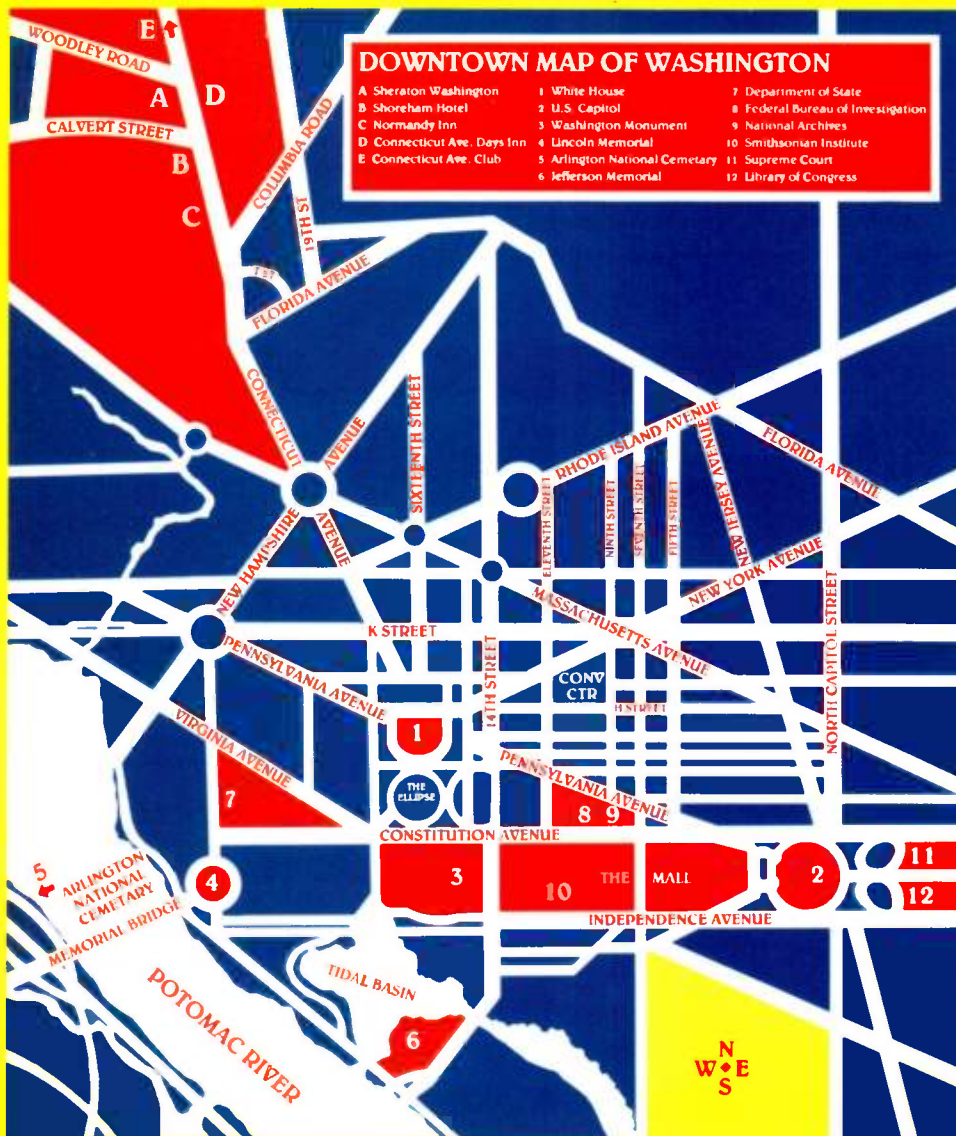 E
WOODLEY ROAD
A
D
CALVERT STREET
B
C
COLUMBIA ROAD
19TH ST
T ST
FLORIDA AVENUE
DOWNTOWN MAP OF WASHINGTON
A Sheraton Washington
B Shoreham Hotel
C Normandy Inn
D Connecticut Ave. Days Inn
E Connecticut Ave. Club
1 White House
2 U.S. Capitol
3 Washington Monument
4 Lincoln Memorial
5 Arlington National Cemetary
6 Jefferson Memorial
7 Department of State
8 Federal Bureau of Investigation
9 National Archives
10 Smithsonian Institute
11 Supreme Court
12 Library of Congress
CONNECTICUT
AVENUE
NEW HAMPSHIRE
AVENUE
SIXTEENTH STREET
RHODE ISLAND AVENUE
FLORIDA AVENUE
ELEVENTH STREET
NINTH STREET
SEVENTH STREET
FIFTH STREET
NEW JERSEY AVENUE
NEW YORK AVENUE
MASSACHUSETTS AVENUE
NORTH CAPITOL STREET
K STREET
PENNSYLVANIA AVENUE
14TH STREET
CONV
CTR
H STREET
VIRGINIA AVENUE
1
THE
ELLIPSE
PENNSYLVANIA AVENUE
7
8
9
CONSTITUTION AVENUE
5
ARLINGTON
NATIONAL
CEMETARY
4
3
10
THE MALL
2
11
12
MEMORIAL BRIDGE
INDEPENDENCE AVENUE
POTOMAC RIVER
TIDAL BASIN
6
N
W E
S